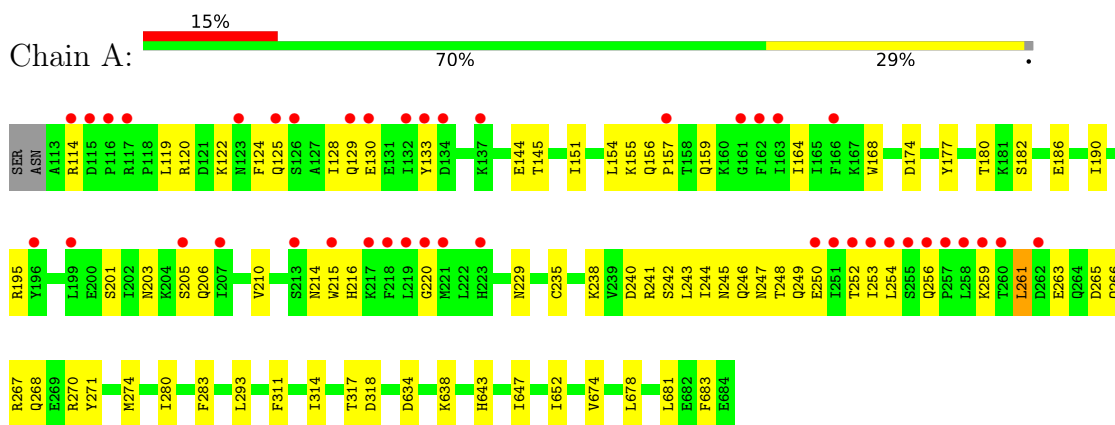 15%
Chain A:
70% 29% •
SER ASN A113 R114 D115 P116 R117 P118 L119 R120 D121 K122 N123 F124 Q125 S126 A127 I128 Q129 E130 E131 I132 Y133 D134 K137 E144 T145 I151 L154 K155 Q156 P157 T158 Q159 K160 G161 F162 I163 I164 I165 F166 K167 W168 D174 Y177 T180 K181 S182 E186 I190
R195 Y196 L199 E200 S201 I202 N203 K204 S205 Q206 I207 V210 S213 N214 W215 H216 K217 F218 L219 G220 M221 L222 H223 N229 C235 K238 V239 D240 R241 S242 L243 I244 N245 Q246 N247 T248 Q249 E250 I251 T252 I253 L254 S255 Q256 P257 L258 K259 T260 L261 D262 E263 Q264 D265
R267 Q268 E269 R270 Y271 M274 I280 F283 L293 F311 I314 T317 D318 D634 K638 H643 I647 I652 V674 L678 L681 E682 F683 E684